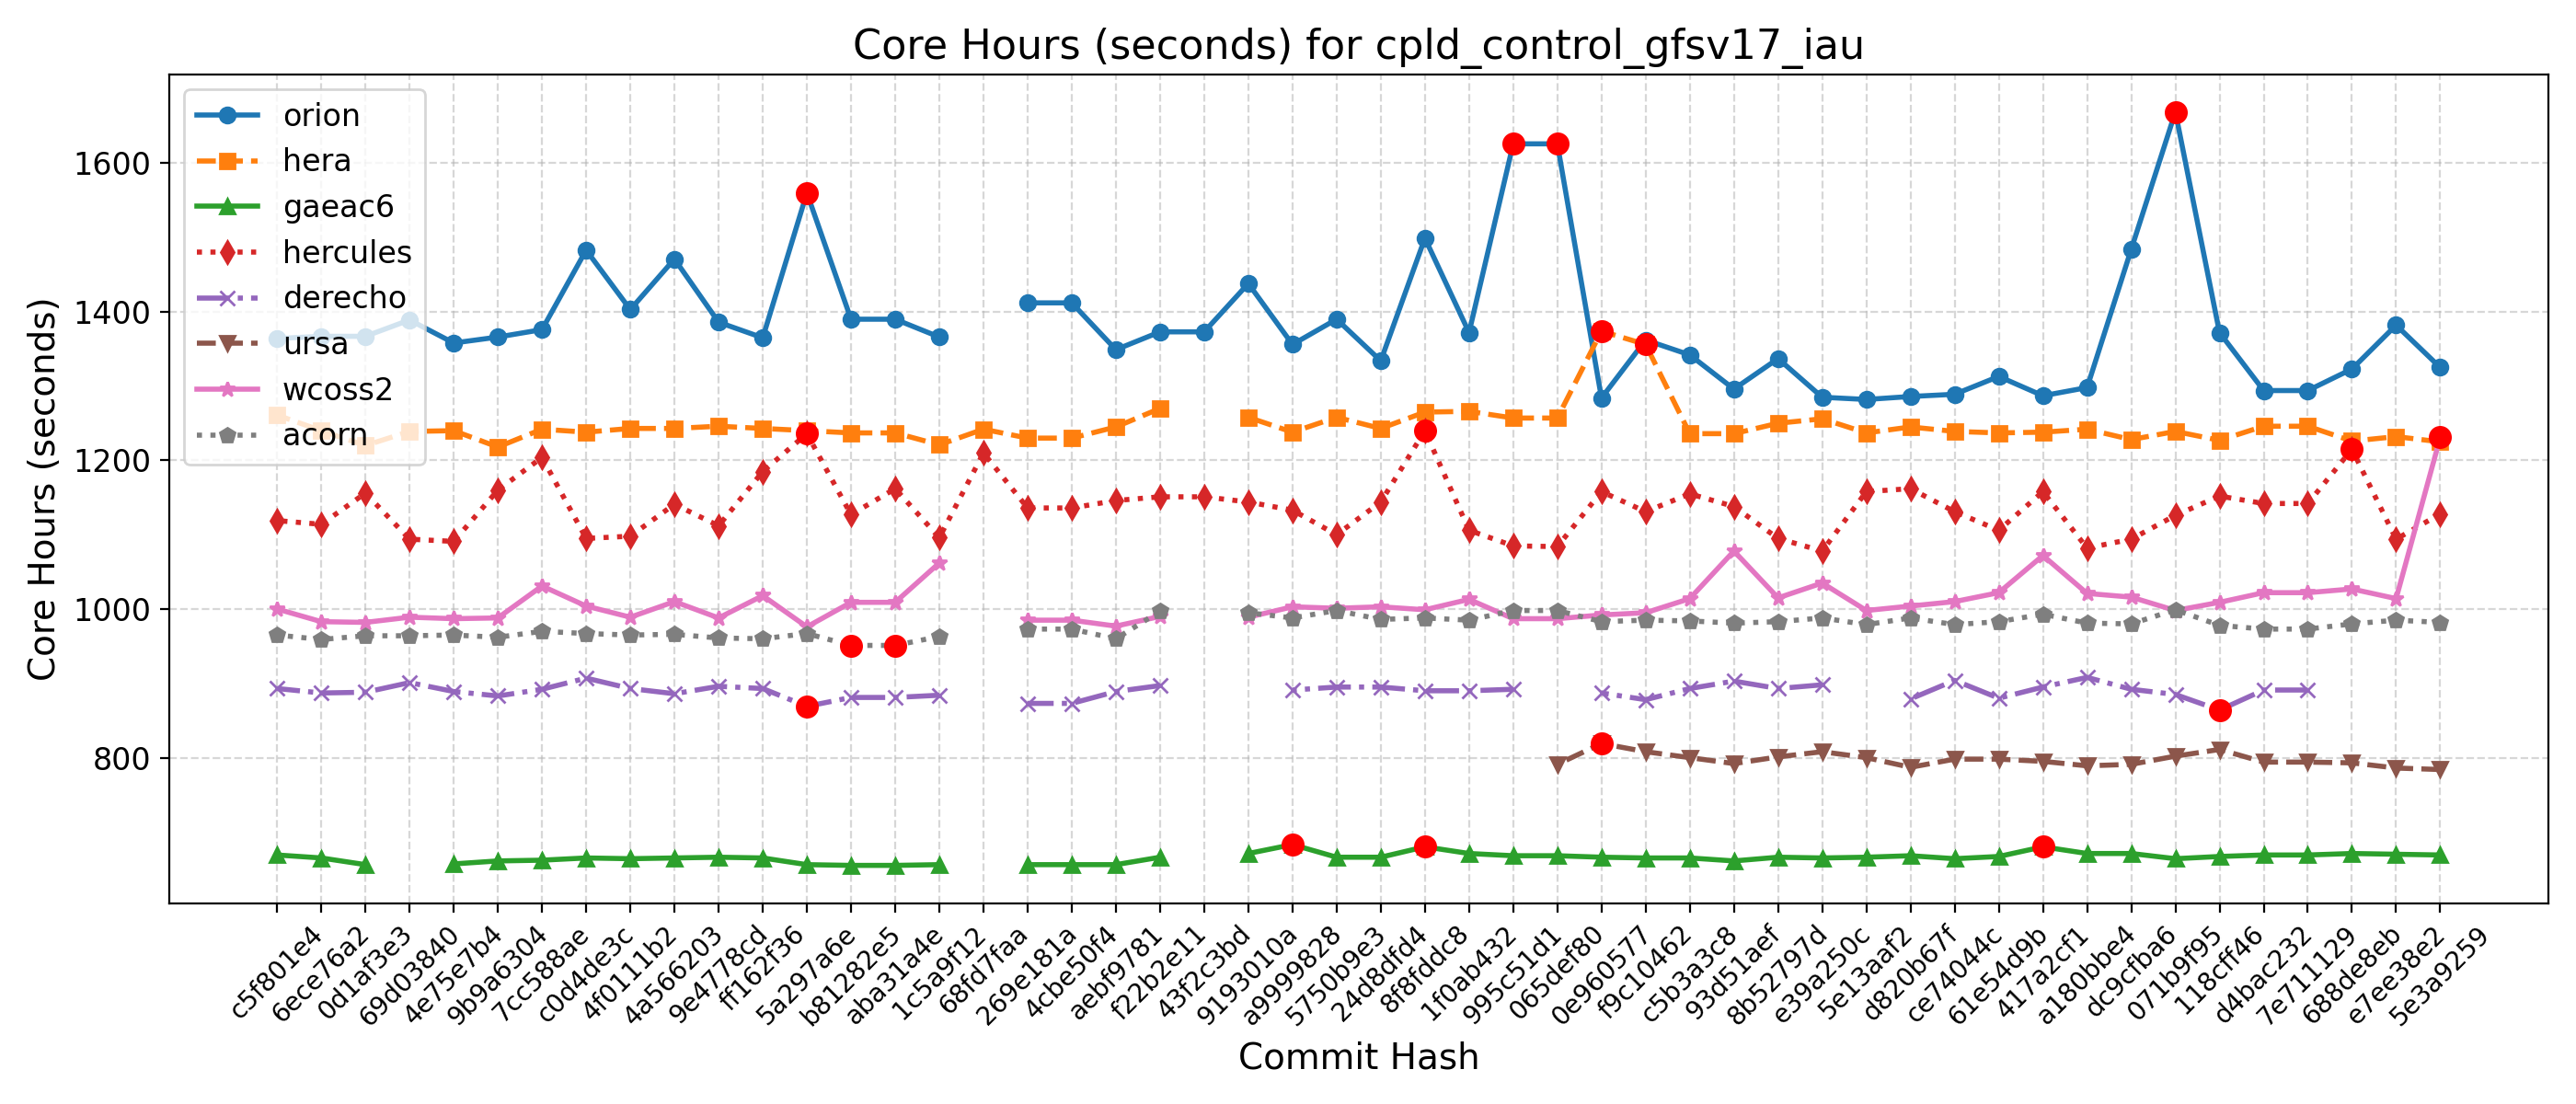 Core Hours (seconds) for cpld_control_gfsv17_iau
orion
hera
gaeac6
hercules
derecho
ursa
wcoss2
acorn
Core Hours (seconds)
1600
1400
1200
1000
800
c5f801e4
6ece76a2
0d1af3e3
69d03840
4e75e7b4
9b9a6304
7cc588ae
c0d4de3c
4f0111b2
4a566203
9e4778cd
ff162f36
5a297a6e
b81282e5
aba31a4e
1c5a9f12
68fd7faa
269e181a
4cbe50f4
aebf9781
f22b2e11
43f2c3bd
9193010a
a9999828
5750b9e3
24d8dfd4
8f8fddc8
1f0ab432
995c51d1
065def80
0e960577
f9c10462
c5b3a3c8
93d51aef
8b52797d
e39a250c
5e13aaf2
d820b67f
ce74044c
61e54d9b
417a2cf1
a180bbe4
dc9cfba6
071b9f95
118cff46
d4bac232
7e711129
688de8eb
e7ee38e2
5e3a9259
Commit Hash